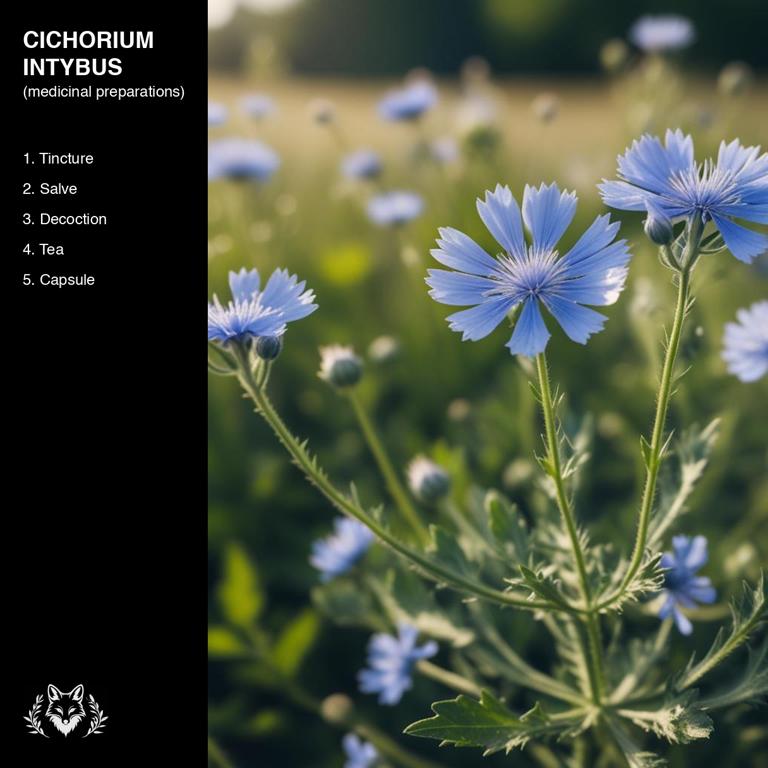 CICHORIUM
INTYBUS
(medicinal preparations)
1. Tincture
2. Salve
3. Decoction
4. Tea
5. Capsule